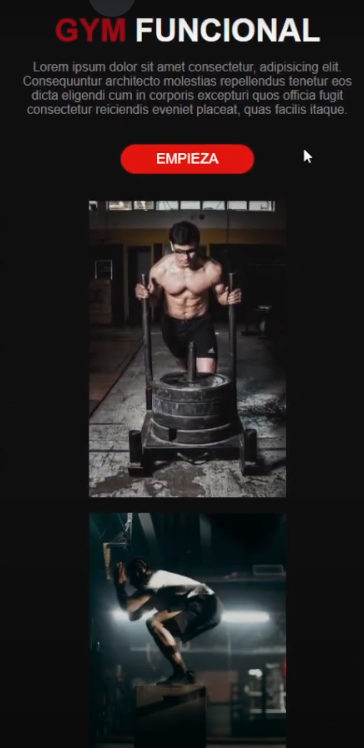 GYM FUNCIONAL
Lorem ipsum dolor sit amet consectetur, adipisicing elit.
Consequuntur architecto molestias repellendus tenetur eos
dicta eligendi cum in corporis excepturi quos officia fugit
consectetur reiciendis eveniet placeat, quas facilis itaque.
EMPIEZA